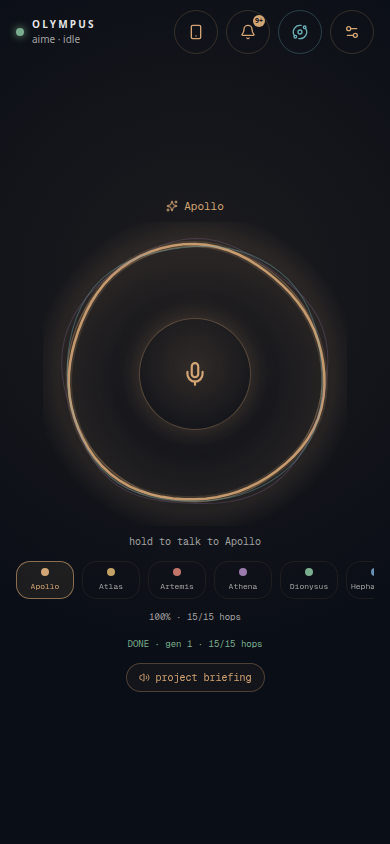 OLYMPUS
aime · idle
9+
Apollo
hold to talk to Apollo
Apollo
Atlas
Artemis
Athena
Dionysus
Hepha
100% · 15/15 hops
DONE · gen 1 · 15/15 hops
project briefing